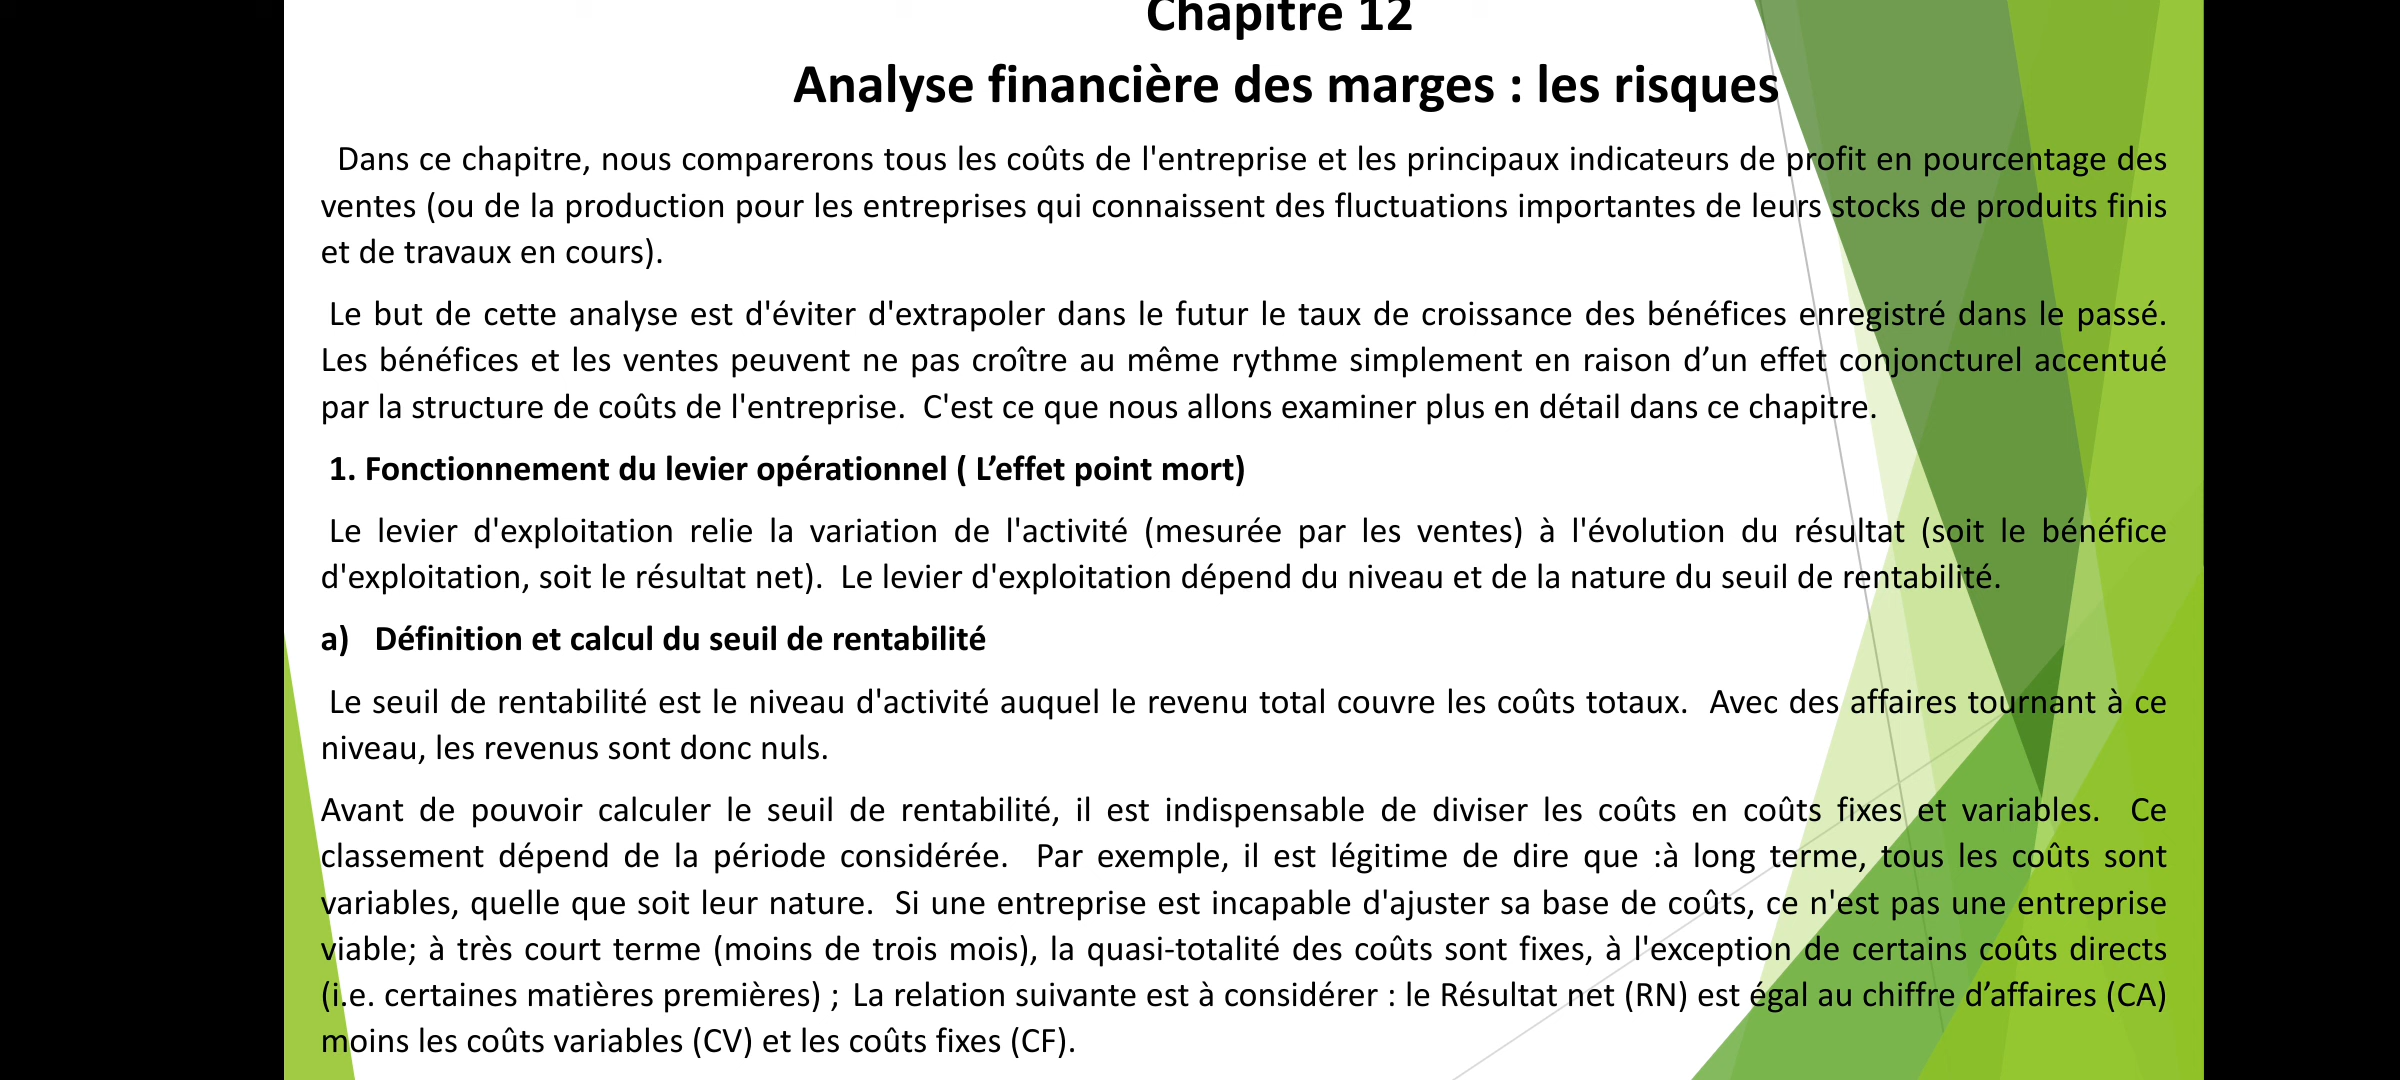 Chapitre 12
Analyse financière des marges : les risques
Dans ce chapitre, nous comparerons tous les coûts de l'entreprise et les principaux indicateurs de profit en pourcentage des
ventes (ou de la production pour les entreprises qui connaissent des fluctuations importantes de leurs stocks de produits finis
et de travaux en cours).
Le but de cette analyse est d'éviter d'extrapoler dans le futur le taux de croissance des bénéfices enregistré dans le passé.
Les bénéfices et les ventes peuvent ne pas croître au même rythme simplement en raison d’un effet conjoncturel accentué
par la structure de coûts de l'entreprise.  C'est ce que nous allons examiner plus en détail dans ce chapitre.
1. Fonctionnement du levier opérationnel ( L’effet point mort)
Le levier d'exploitation relie la variation de l'activité (mesurée par les ventes) à l'évolution du résultat (soit le bénéfice
d'exploitation, soit le résultat net).  Le levier d'exploitation dépend du niveau et de la nature du seuil de rentabilité.
a)   Définition et calcul du seuil de rentabilité
Le seuil de rentabilité est le niveau d'activité auquel le revenu total couvre les coûts totaux.  Avec des affaires tournant à ce
niveau, les revenus sont donc nuls.
Avant de pouvoir calculer le seuil de rentabilité, il est indispensable de diviser les coûts en coûts fixes et variables.  Ce
classement dépend de la période considérée.  Par exemple, il est légitime de dire que :à long terme, tous les coûts sont
variables, quelle que soit leur nature.  Si une entreprise est incapable d'ajuster sa base de coûts, ce n'est pas une entreprise
viable; à très court terme (moins de trois mois), la quasi-totalité des coûts sont fixes, à l'exception de certains coûts directs
(i.e. certaines matières premières) ; La relation suivante est à considérer : le Résultat net (RN) est égal au chiffre d’affaires (CA)
moins les coûts variables (CV) et les coûts fixes (CF).